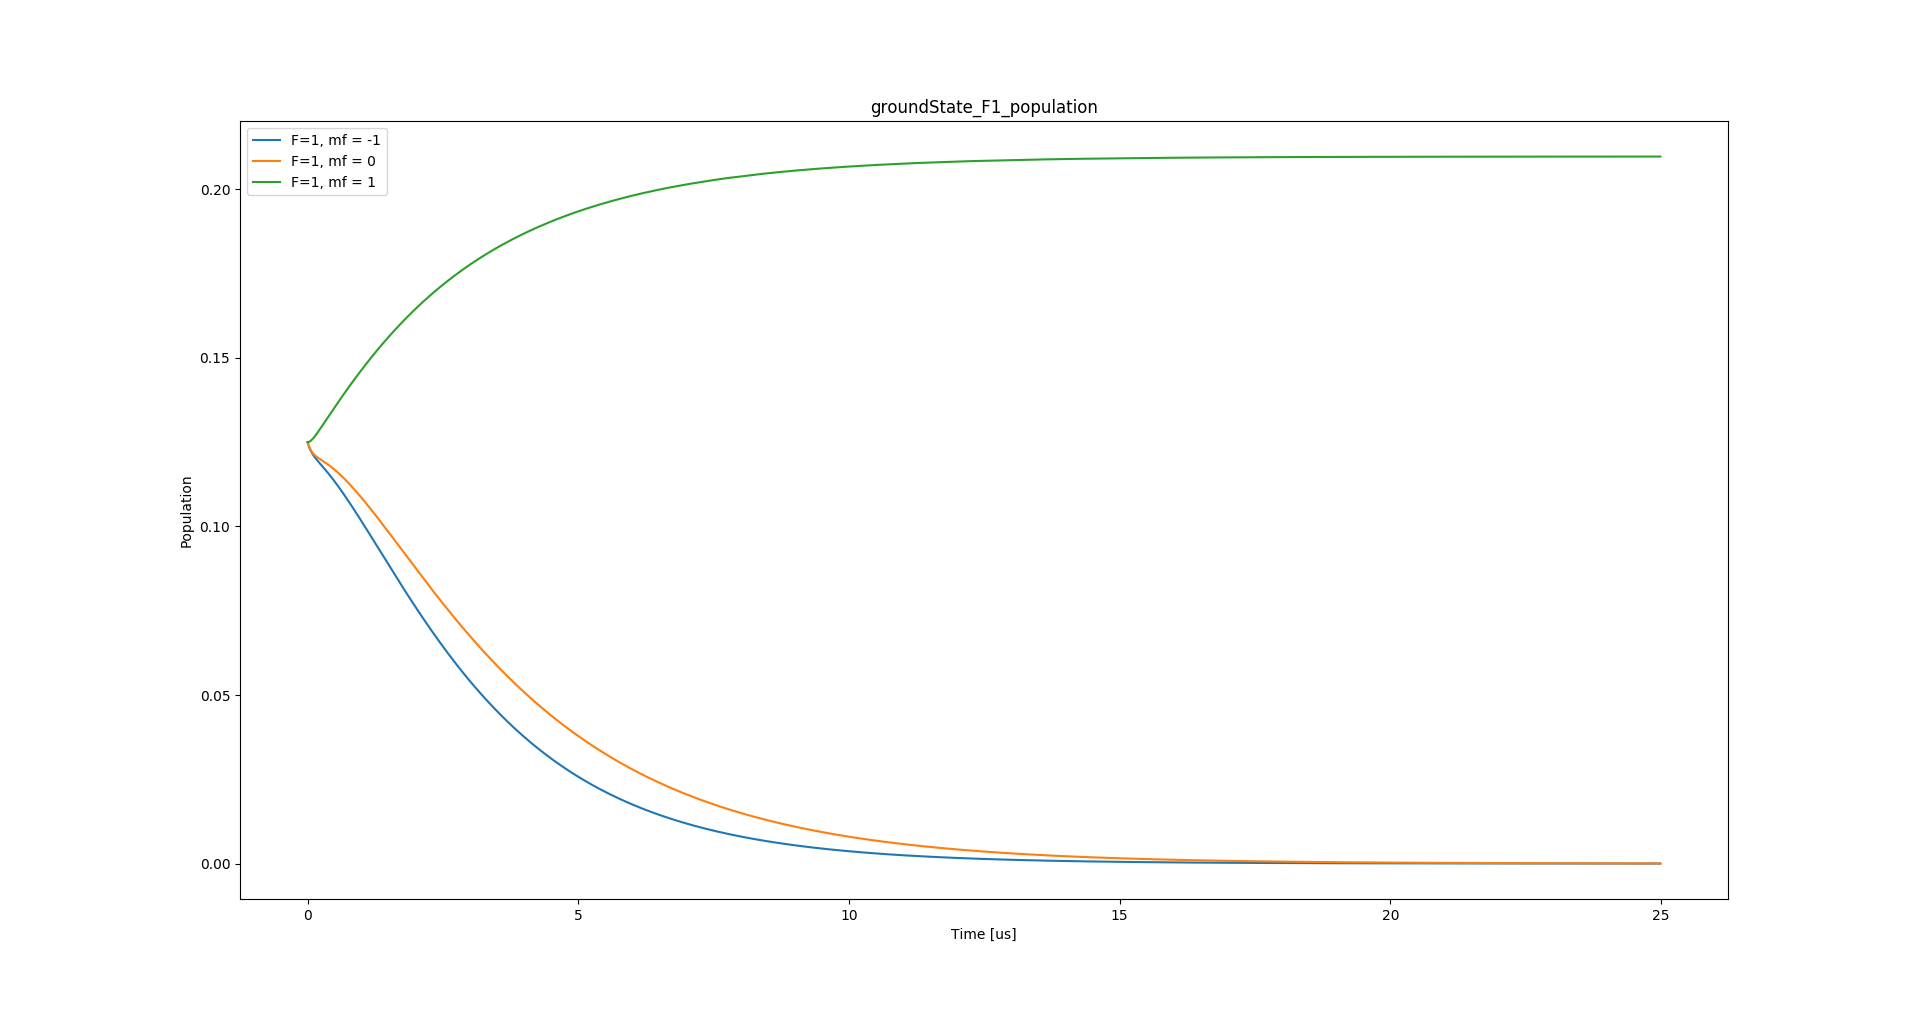 groundState_F1_population
F=1, mf = -1
F=1, mf = 0
F=1, mf = 1
0.20
0.15
0.10
0.05
0.00
Population
0 5 10 15 20 25
Time [us]